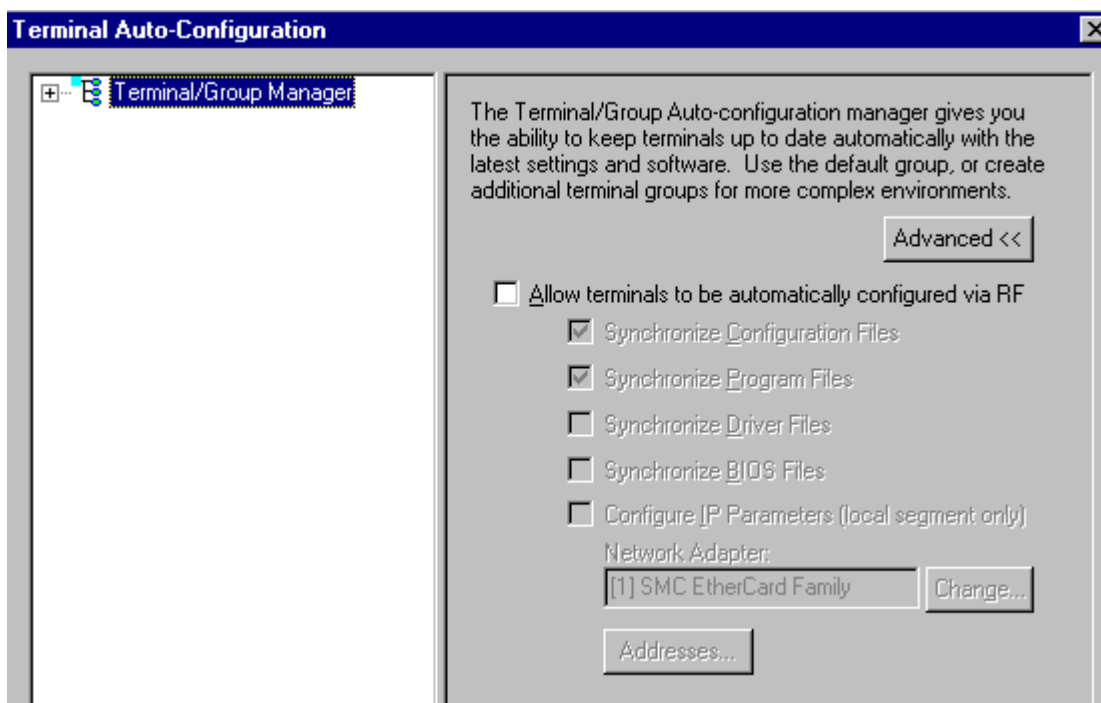 Terminal Auto-Configuration
Terminal/Group Manager
The Terminal/Group Auto-configuration manager gives you
the ability to keep terminals up to date automatically with the
latest settings and software. Use the default group, or create
additional terminal groups for more complex environments.
Advanced <<
Allow terminals to be automatically configured via RF
Synchronize Configuration Files
Synchronize Program Files
Synchronize Driver Files
Synchronize BIOS Files
Configure IP Parameters (local segment only)
Network Adapter:
[1] SMC EtherCard Family
Change...
Addresses...